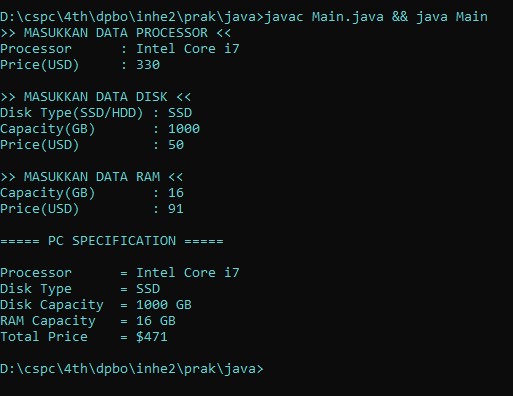 D:\cspc\4th\dpbo\inhe2\prak\java>javac Main.java && java Main
>> MASUKKAN DATA PROCESSOR <<
Processor      : Intel Core i7
Price(USD)     : 330

>> MASUKKAN DATA DISK <<
Disk Type(SSD/HDD) : SSD
Capacity(GB)       : 1000
Price(USD)         : 50

>> MASUKKAN DATA RAM <<
Capacity(GB)       : 16
Price(USD)         : 91

===== PC SPECIFICATION =====

Processor      = Intel Core i7
Disk Type      = SSD
Disk Capacity  = 1000 GB
RAM Capacity   = 16 GB
Total Price    = $471

D:\cspc\4th\dpbo\inhe2\prak\java>